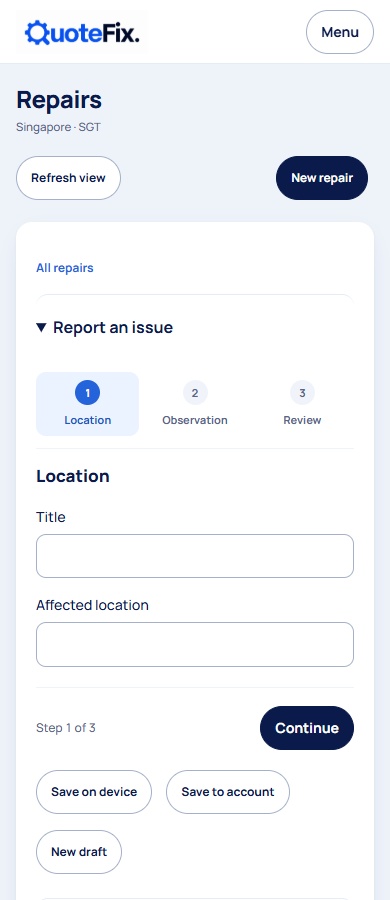 QuoteFix.
Menu
Repairs
Singapore · SGT
Refresh view
New repair
All repairs
▼ Report an issue
1
2
3
Location
Observation
Review
Location
Title
Affected location
Step 1 of 3
Continue
Save on device
Save to account
New draft